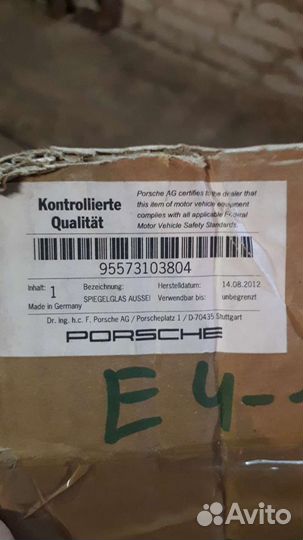 Kontrollierte
Qualität
Porsche AG certifies to the dealer that
this item of motor vehicle equipment
complies with all applicable Federal
Motor Vehicle Safety Standards.
95573103804
Inhalt: 1 Bezeichnung: Herstelldatum: 14.08.2012
Made in Germany SPIEGELGLAS AUSSEI Verwendbar bis: unbegrenzt
Dr. Ing. h.c. F. Porsche AG / Porscheplatz 1 / D-70435 Stuttgart
PORSCHE
E 4--
Avito